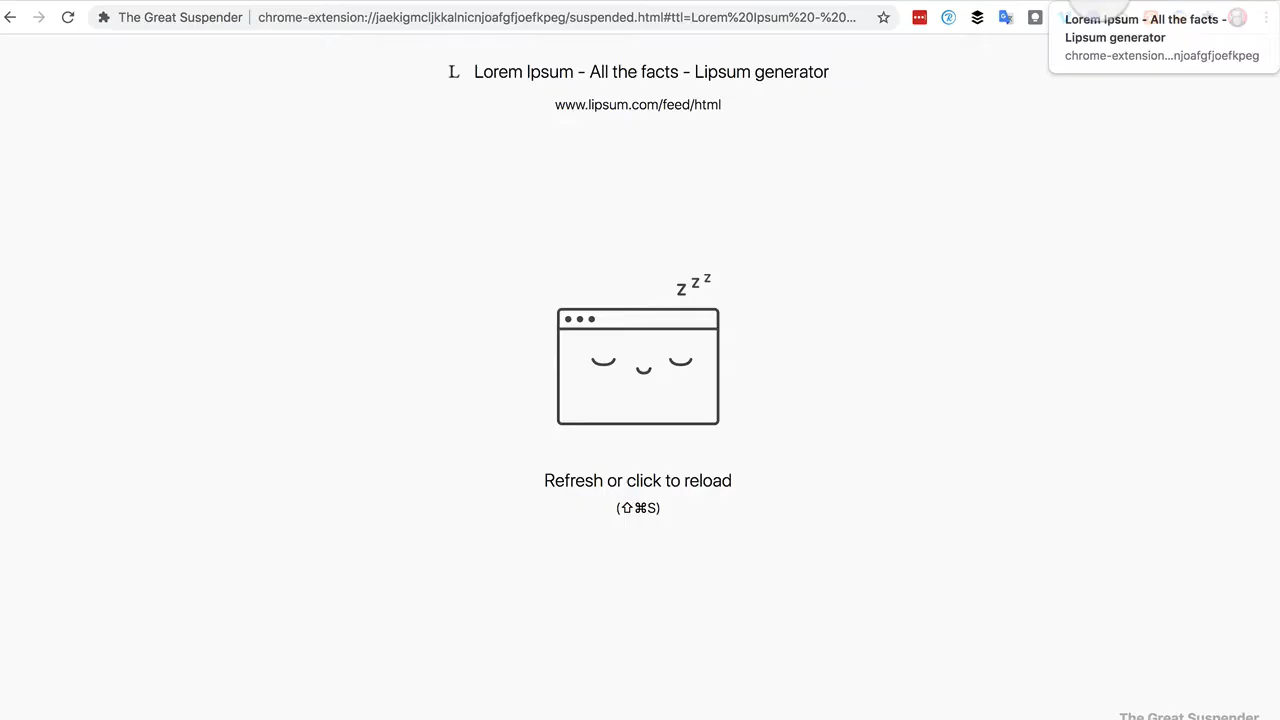 The Great Suspender
chrome-extension://jaekigmcljkkalnicnjoafgfjoefkpeg/suspended.html#ttl=Lorem%20Ipsum%20-%20...
Lorem Ipsum - All the facts -
Lipsum generator
chrome-extension...njoafgfjoefkpeg
L Lorem Ipsum - All the facts - Lipsum generator
www.lipsum.com/feed/html
z z z
Refresh or click to reload
(⇧⌘S)
The Great Suspender